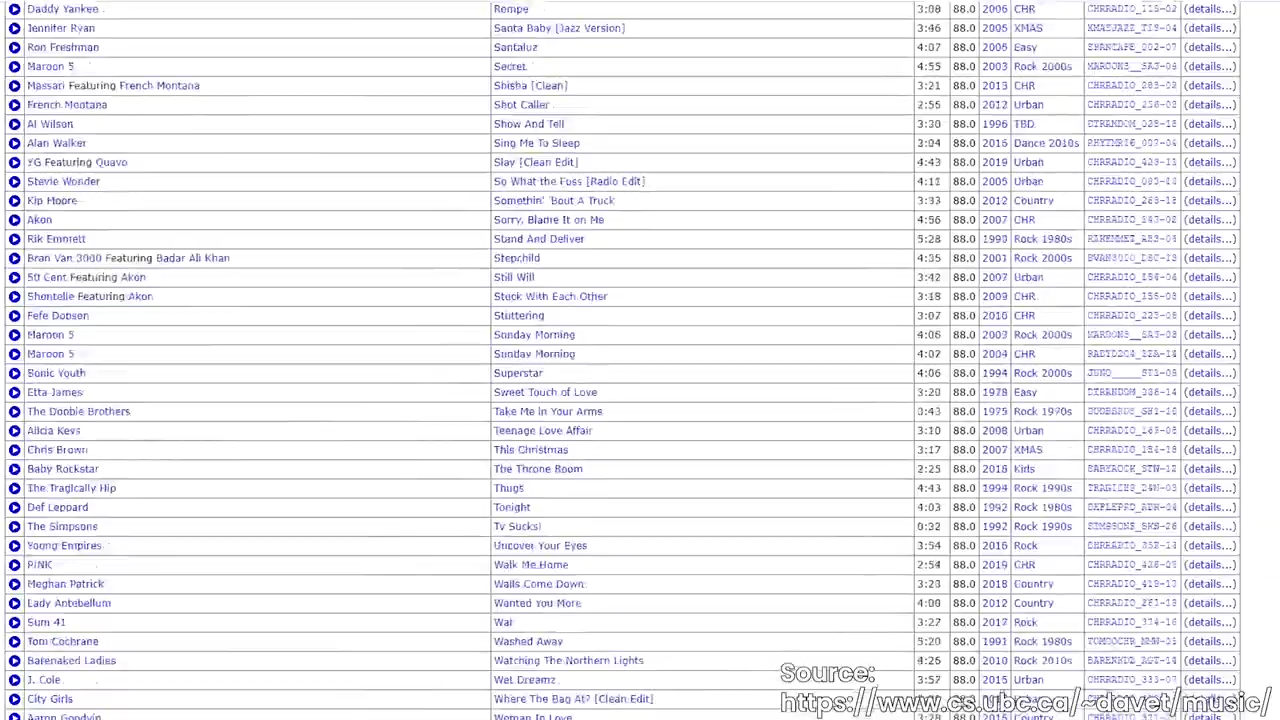 Daddy Yankee Rompe 3:08 88.0 2006 CHR (details...)
Jennifer Ryan Santa Baby [Jazz Version] 3:46 88.0 2005 XMAS (details...)
Ron Freshman Santaluz 4:07 88.0 2006 Easy (details...)
Maroon 5 Secret 4:55 88.0 2003 Rock 2000s (details...)
Massari Featuring French Montana Shisha [Clean] 3:21 88.0 2013 CHR (details...)
French Montana Shot Caller 2:55 88.0 2012 Urban (details...)
Al Wilson Show And Tell 3:30 88.0 1996 TBD (details...)
Alan Walker Sing Me To Sleep 3:04 88.0 2016 Dance 2010s (details...)
YG Featuring Quavo Slay [Clean Edit] 4:43 88.0 2019 Urban (details...)
Stevie Wonder So What the Fuss [Radio Edit] 4:11 88.0 2005 Urban (details...)
Kip Moore Somethin' 'Bout A Truck 3:33 88.0 2012 Country (details...)
Akon Sorry, Blame It on Me 4:56 88.0 2007 CHR (details...)
Rik Emmett Stand And Deliver 5:28 88.0 1990 Rock 1980s (details...)
Bran Van 3000 Featuring Badar Ali Khan Stepchild 4:35 88.0 2001 Rock 2000s (details...)
50 Cent Featuring Akon Still Will 3:42 88.0 2007 Urban (details...)
Shontelle Featuring Akon Stuck With Each Other 3:18 88.0 2009 CHR (details...)
Fefe Dobson Stuttering 3:07 88.0 2010 CHR (details...)
Maroon 5 Sunday Morning 4:06 88.0 2003 Rock 2000s (details...)
Maroon 5 Sunday Morning 4:07 88.0 2004 CHR (details...)
Sonic Youth Superstar 4:06 88.0 1994 Rock 2000s (details...)
Etta James Sweet Touch of Love 3:20 88.0 1978 Easy (details...)
The Doobie Brothers Take Me in Your Arms 3:43 88.0 1975 Rock 1970s (details...)
Alicia Keys Teenage Love Affair 3:10 88.0 2008 Urban (details...)
Chris Brown This Christmas 3:17 88.0 2007 XMAS (details...)
Baby Rockstar The Throne Room 2:25 88.0 2018 Kids (details...)
The Tragically Hip Thugs 4:43 88.0 1994 Rock 1990s (details...)
Def Leppard Tonight 4:03 88.0 1992 Rock 1980s (details...)
The Simpsons Tv Sucks! 0:32 88.0 1992 Rock 1990s (details...)
Young Empires Uncover Your Eyes 3:54 88.0 2016 Rock (details...)
P!NK Walk Me Home 2:54 88.0 2019 CHR (details...)
Meghan Patrick Walls Come Down 3:23 88.0 2018 Country (details...)
Lady Antebellum Wanted You More 4:00 88.0 2012 Country (details...)
Sum 41 War 3:27 88.0 2017 Rock (details...)
Tom Cochrane Washed Away 5:20 88.0 1991 Rock 1980s (details...)
Barenaked Ladies Watching The Northern Lights 4:26 88.0 2010 Rock 2010s (details...)
J. Cole Wet Dreamz 3:57 88.0 2015 Urban (details...)
City Girls Where The Bag At? [Clean Edit]
Aaron Goodvin Woman In Love
Source:
https://www.cs.ubc.ca/~davet/music/